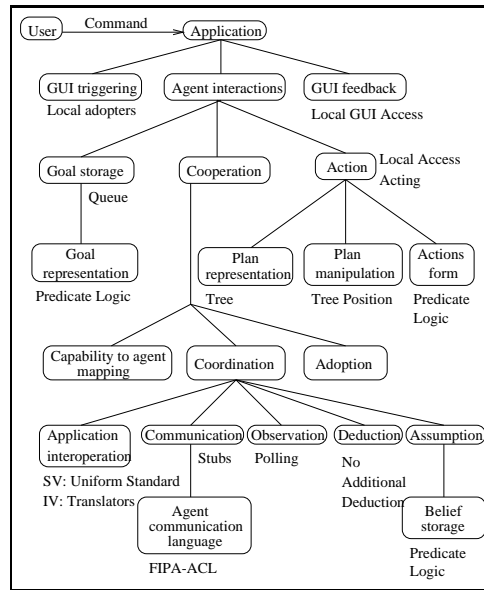 Command
User
Application
GUI triggering
Agent interactions
GUI feedback
Local adopters
Local GUI Access
Goal storage
Cooperation
Action
Local Access
Acting
Queue
Goal
representation
Plan
representation
Plan
manipulation
Actions
form
Predicate Logic
Tree
Tree Position
Predicate
Logic
Capability to agent
mapping
Coordination
Adoption
Application
interoperation
Communication
Observation
Deduction
Assumption
SV: Uniform Standard
IV: Translators
Stubs
Polling
No
Additional
Deduction
Agent
communication
language
Belief
storage
FIPA-ACL
Predicate
Logic